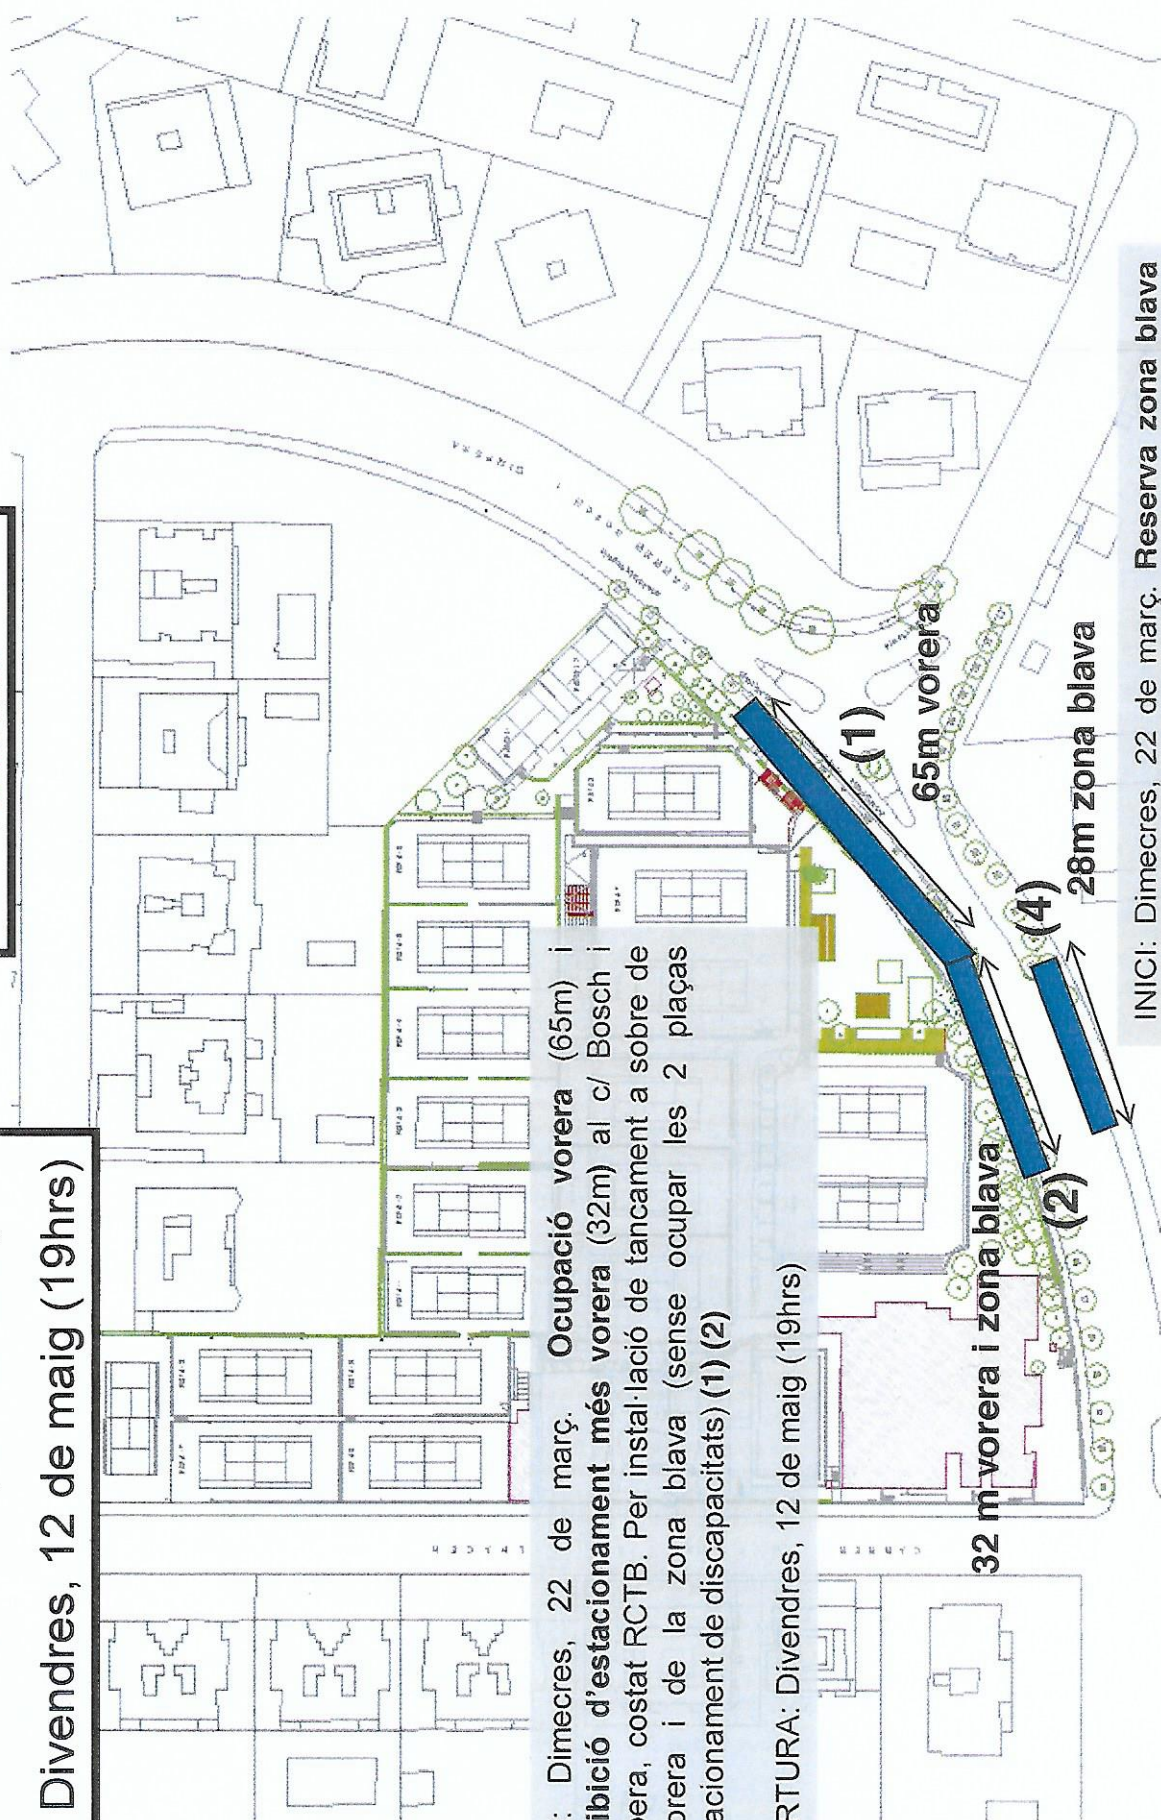 Divendres, 12 de maig (19hrs)
: Dimecres, 22 de març. Ocupació vorera (65m) i
ibició d'estacionament més vorera (32m) al c/ Bosch i
pera, costat RCTB. Per instal·lació de tancament a sobre de
orera i de la zona blava (sense ocupar les 2 plaças
acionament de discapacitats) (1) (2)
RTURA: Divendres, 12 de maig (19hrs)
32 m vorera i zona blava
(2)
(1)
65m vorera
(4)
28m zona blava
INICI: Dimecres, 22 de març. Reserva zona blava